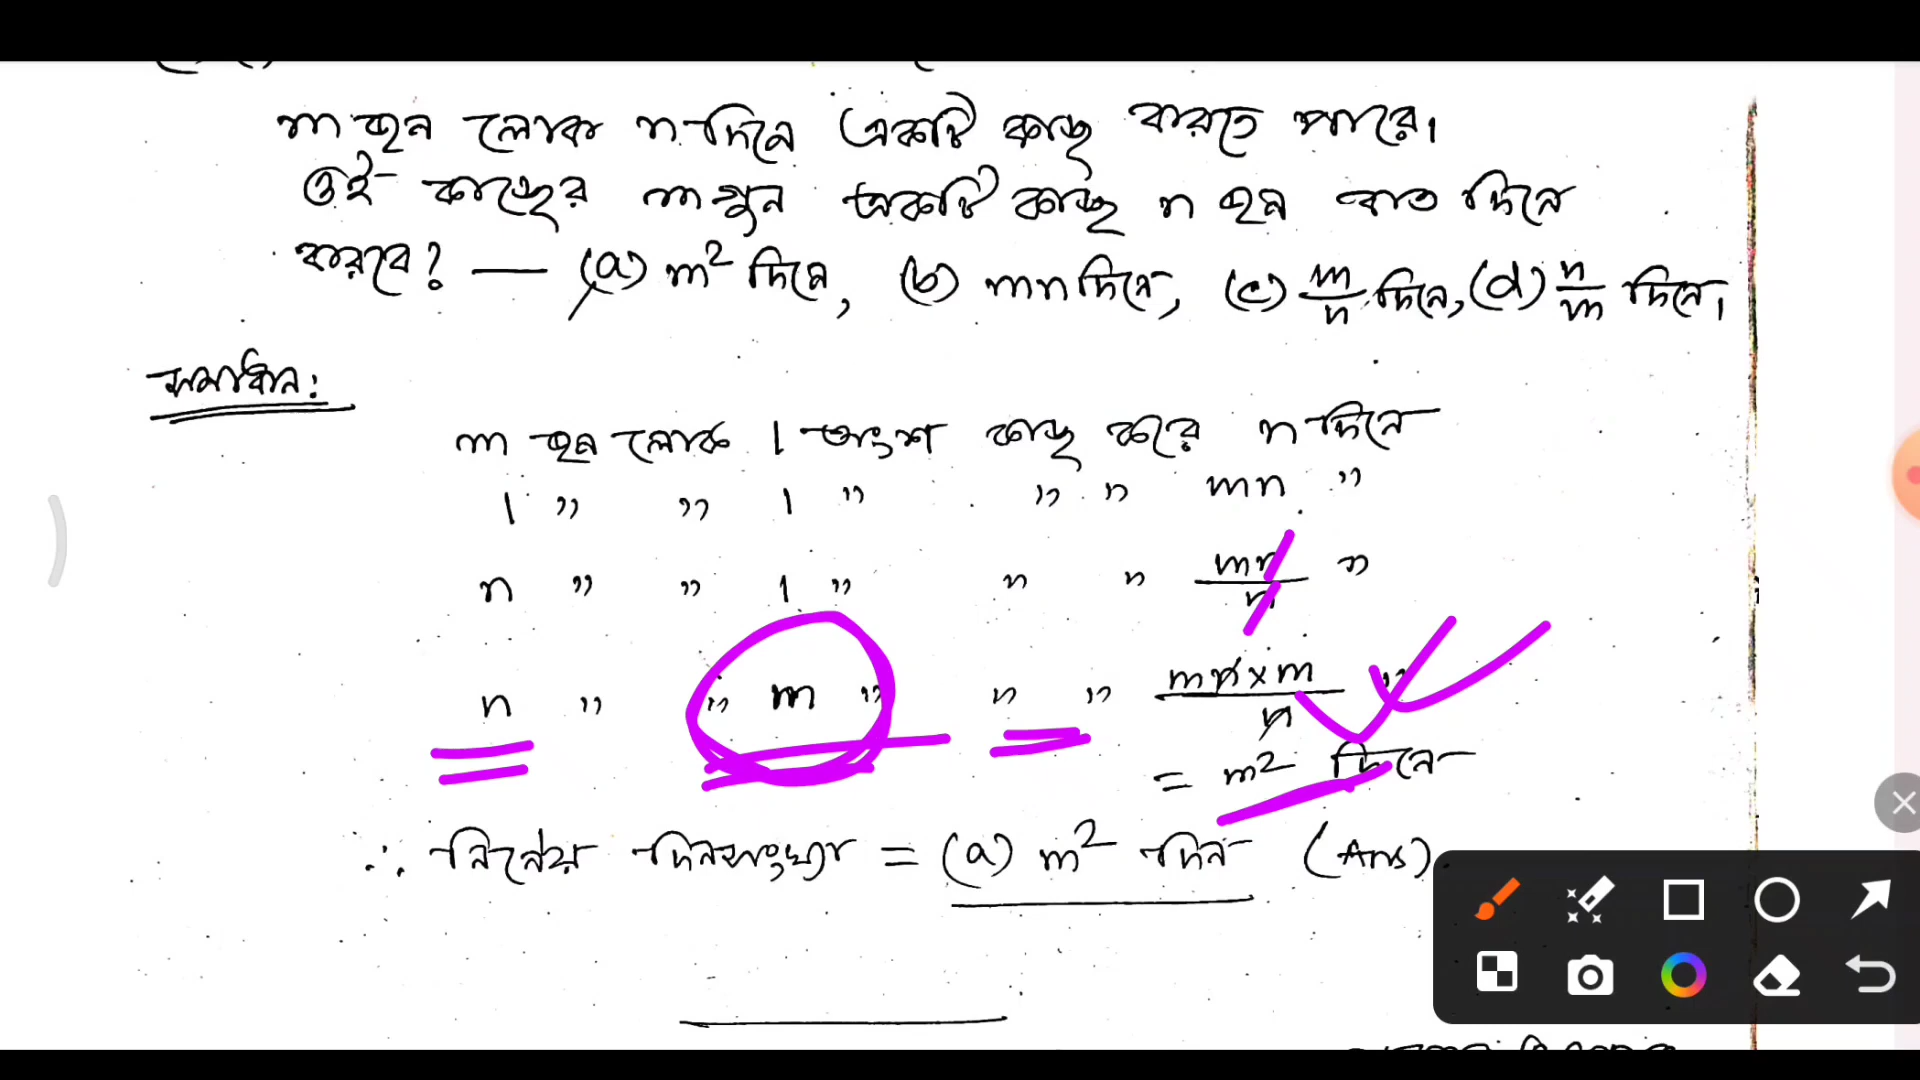 m জন লোক n দিনে একটি কাজ করতে পারে।
ওই কাজের m গুন একটি কাজ n জন কত দিনে
করবে? — (a) m² দিনে, (b) mn দিনে, (c) m/n দিনে, (d) n/m দিনে।
সমাধান:
m জন লোক 1 অংশ কাজ করে n দিনে
1 " " 1 " " " mn "
n " " 1 " " " mn/n "
n " " m " " " mn×m/n "
= m² দিনে
∴ নির্নেয় দিনসংখ্যা = (a) m² দিন (Ans).